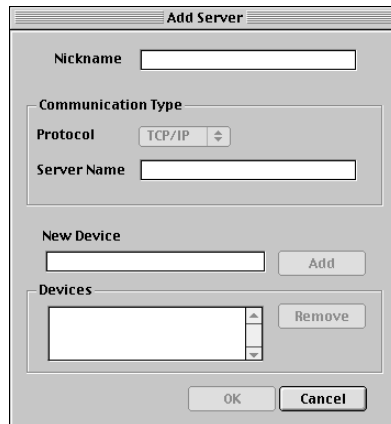 Add Server
Nickname
Communication Type
Protocol TCP/IP
Server Name
New Device
Add
Devices
Remove
OK Cancel